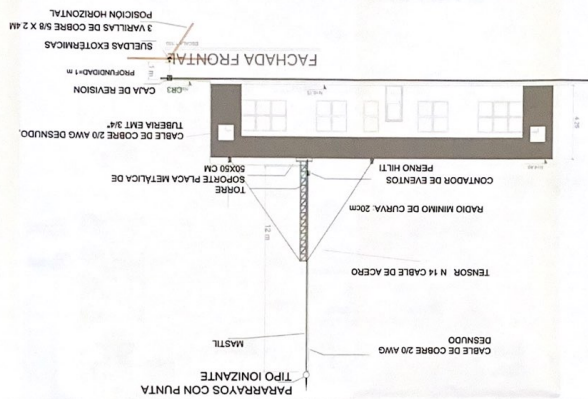 PARARRAYOS CON PUNTA
TIPO IONIZANTE
CABLE DE COBRE 2/0 AWG
DESNUDO
MASTIL
TENSOR N 14 CABLE DE ACERO
12 m
RADIO MINIMO DE CURVA: 20cm
TORRE
SOPORTE PLACA METÁLICA DE
50X50 CM
CONTADOR DE EVENTOS
PERNO HILTI
CABLE DE COBRE 2/0 AWG DESNUDO,
TUBERIA EMT 3/4"
CAJA DE REVISION
CR3
PROFUNDIDAD=1 m
1 m
FACHADA FRONTAL
SUELDAS EXOTÉRMICAS
3 VARILLAS DE COBRE 5/8 X 2.4M
POSICIÓN HORIZONTAL